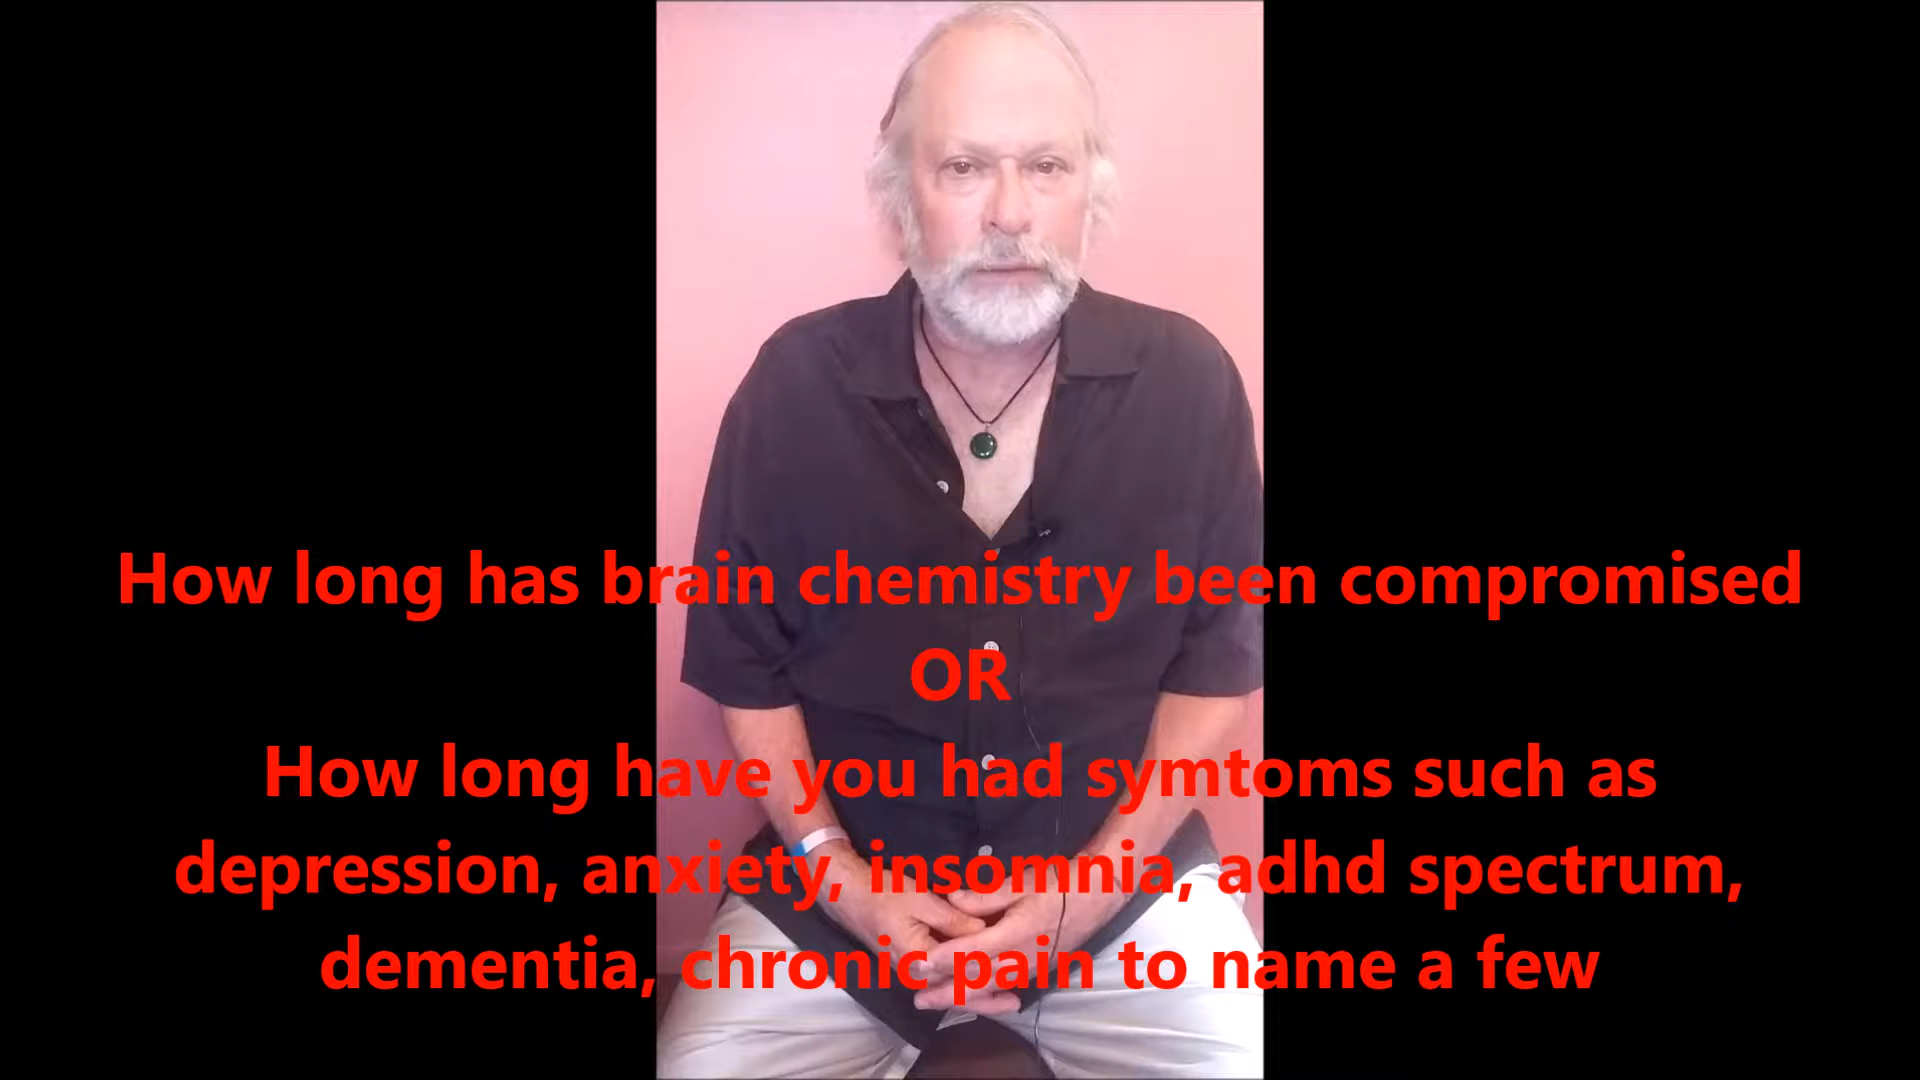 How long has brain chemistry been compromised
OR
How long have you had symtoms such as
depression, anxiety, insomnia, adhd spectrum,
dementia, chronic pain to name a few